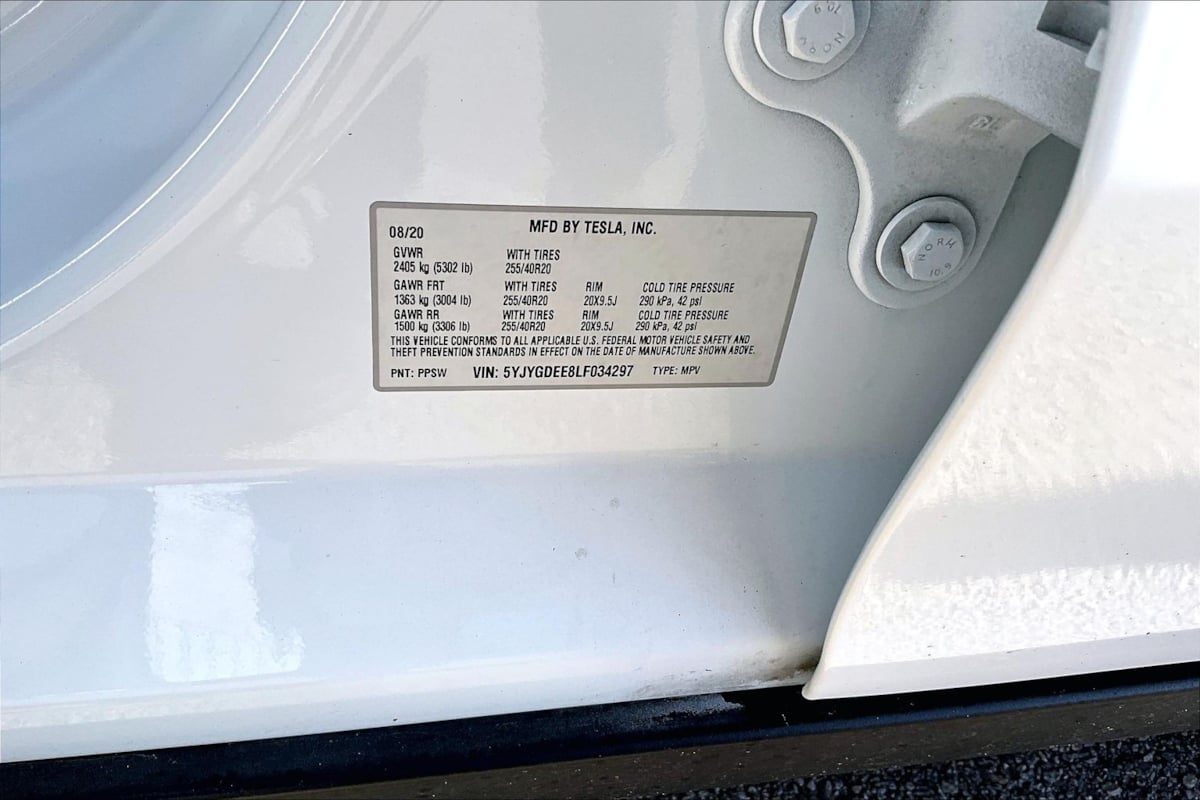 08/20 MFD BY TESLA, INC.
GVWR WITH TIRES
2405 kg (5302 lb) 255/40R20
GAWR FRT WITH TIRES RIM COLD TIRE PRESSURE
1363 kg (3004 lb) 255/40R20 20X9.5J 290 kPa, 42 psi
GAWR RR WITH TIRES RIM COLD TIRE PRESSURE
1500 kg (3306 lb) 255/40R20 20X9.5J 290 kPa, 42 psi
THIS VEHICLE CONFORMS TO ALL APPLICABLE U.S. FEDERAL MOTOR VEHICLE SAFETY AND
THEFT PREVENTION STANDARDS IN EFFECT ON THE DATE OF MANUFACTURE SHOWN ABOVE.
PNT: PPSW VIN: 5YJYGDEE8LF034297 TYPE: MPV
10.9
NORH
10.9